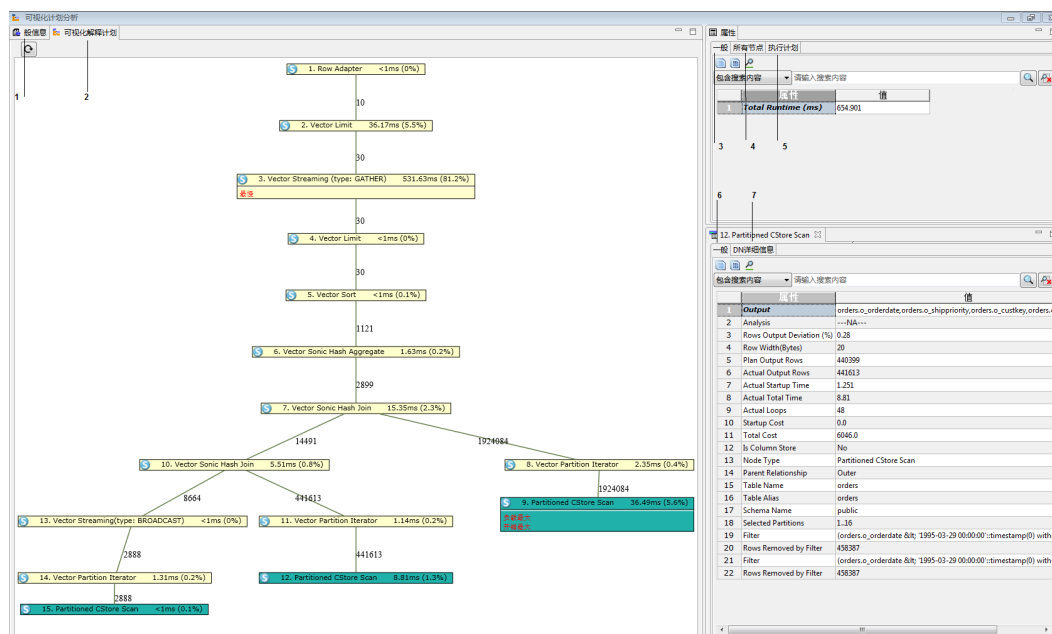 可视化计划分析
一般信息 可视化解释计划
1 2
1. Row Adapter <1ms (0%)
10
2. Vector Limit 36.17ms (5.5%)
30
3. Vector Streaming (type: GATHER) 531.63ms (81.2%)
最慢
30
4. Vector Limit <1ms (0%)
30
5. Vector Sort <1ms (0.1%)
1121
6. Vector Sonic Hash Aggregate 1.63ms (0.2%)
2899
7. Vector Sonic Hash Join 15.35ms (2.3%)
14491 1924084
10. Vector Sonic Hash Join 5.51ms (0.8%)
8. Vector Partition Iterator 2.35ms (0.4%)
8664 441613 1924084
9. Partitioned CStore Scan 36.49ms (5.6%)
负载最大
开销最大
13. Vector Streaming(type: BROADCAST) <1ms (0%)
11. Vector Partition Iterator 1.14ms (0.2%)
2888 441613
14. Vector Partition Iterator 1.31ms (0.2%)
12. Partitioned CStore Scan 8.81ms (1.3%)
2888
15. Partitioned CStore Scan <1ms (0.1%)
属性
一般 所有节点 执行计划
包含搜索内容 请输入搜索内容
属性 值
1 Total Runtime (ms) 654.901
3 4 5
6 7
12. Partitioned CStore Scan
一般 DN详细信息
包含搜索内容 请输入搜索内容
属性 值
1 Output orders.o_orderdate,orders.o_shippriority,orders.o_custkey,orders.
2 Analysis ---NA---
3 Rows Output Deviation (%) 0.28
4 Row Width(Bytes) 20
5 Plan Output Rows 440399
6 Actual Output Rows 441613
7 Actual Startup Time 1.251
8 Actual Total Time 8.81
9 Actual Loops 48
10 Startup Cost 0.0
11 Total Cost 6046.0
12 Is Column Store No
13 Node Type Partitioned CStore Scan
14 Parent Relationship Outer
15 Table Name orders
16 Table Alias orders
17 Schema Name public
18 Selected Partitions 1..16
19 Filter (orders.o_orderdate &lt; '1995-03-29 00:00:00'::timestamp(0) with
20 Rows Removed by Filter 458387
21 Filter (orders.o_orderdate &lt; '1995-03-29 00:00:00'::timestamp(0) with
22 Rows Removed by Filter 458387